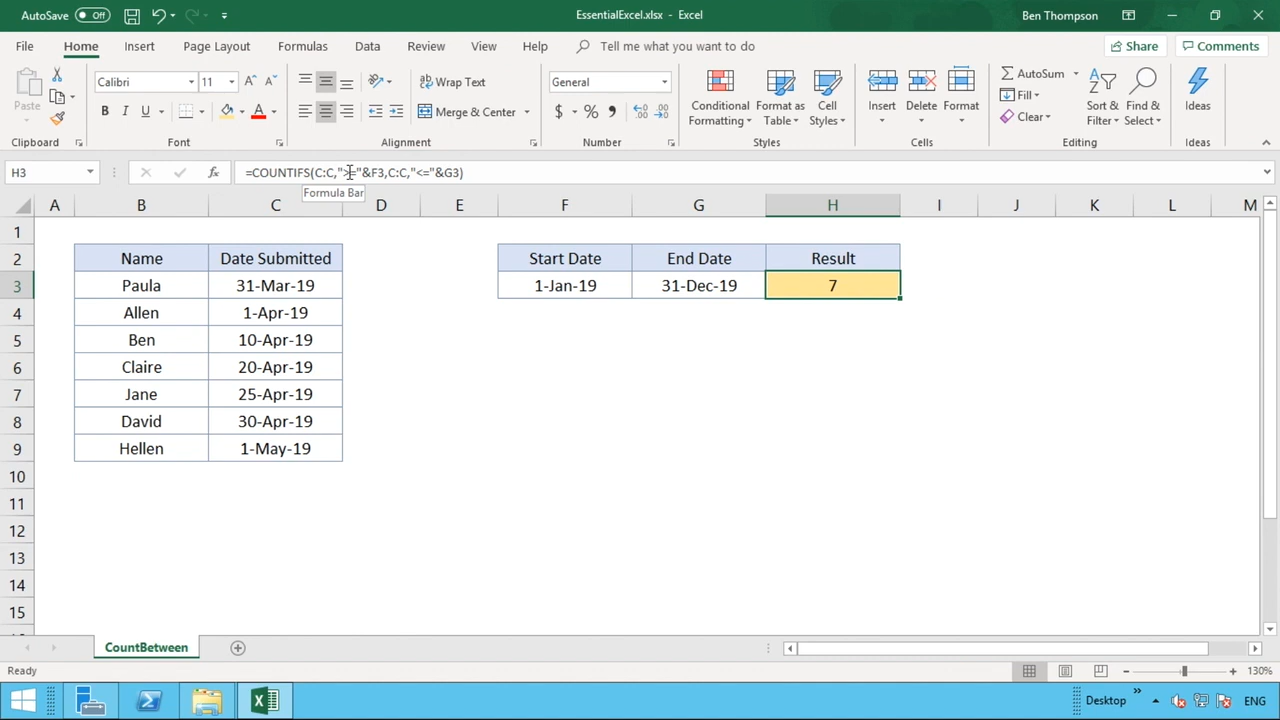 AutoSave Off EssentialExcel.xlsx - Excel Ben Thompson
File Home Insert Page Layout Formulas Data Review View Help Tell me what you want to do Share Comments
Paste Calibri 11 A A Wrap Text General AutoSum
B I U A Merge & Center $ % Conditional Formatting Format as Table Cell Styles Insert Delete Format Fill Clear Sort & Filter Find & Select Ideas
Clipboard Font Alignment Number Styles Cells Editing Ideas
H3 fx =COUNTIFS(C:C,">="&F3,C:C,"<="&G3)
Formula Bar
A B C D E F G H I J K L M
1
2 Name Date Submitted Start Date End Date Result
3 Paula 31-Mar-19 1-Jan-19 31-Dec-19 7
4 Allen 1-Apr-19
5 Ben 10-Apr-19
6 Claire 20-Apr-19
7 Jane 25-Apr-19
8 David 30-Apr-19
9 Hellen 1-May-19
10
11
12
13
14
15
CountBetween
Ready 130%
Desktop ENG